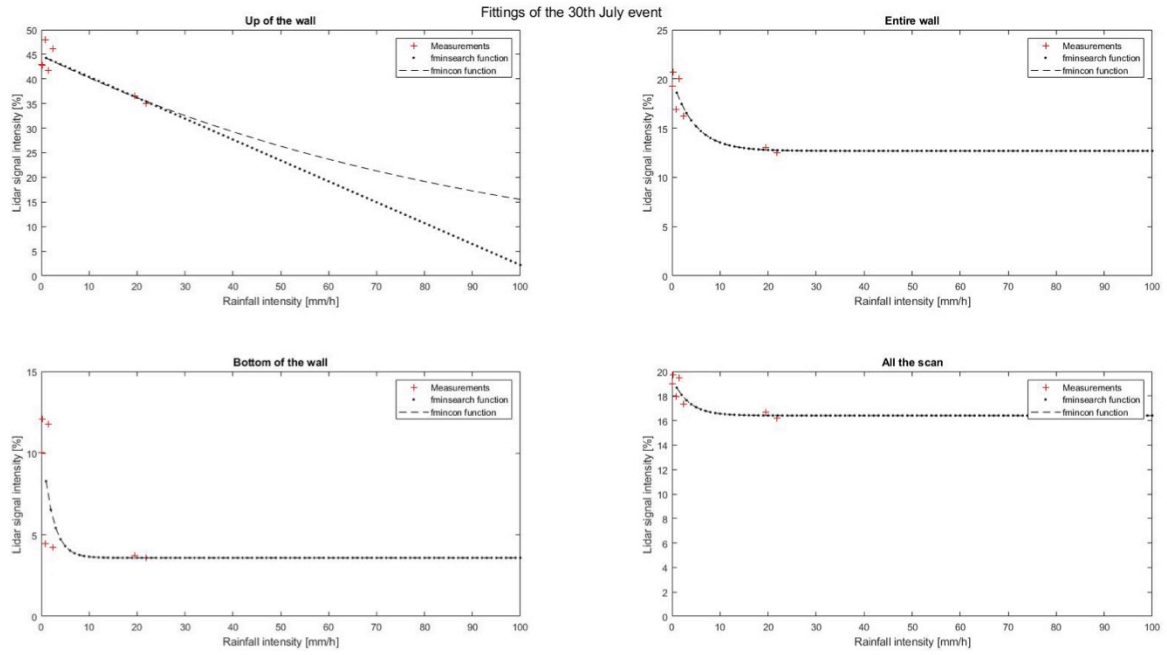 Fittings of the 30th July event
Up of the wall
50
45
40
35
30
25
20
15
10
5
0
Lidar signal intensity [%]
Measurements
fminsearch function
fmincon function
0 10 20 30 40 50 60 70 80 90 100
Rainfall intensity [mm/h]
Entire wall
25
20
15
10
5
0
Lidar signal intensity [%]
Measurements
fminsearch function
fmincon function
0 10 20 30 40 50 60 70 80 90 100
Rainfall intensity [mm/h]
Bottom of the wall
15
10
5
0
Lidar signal intensity [%]
Measurements
fminsearch function
fmincon function
0 10 20 30 40 50 60 70 80 90 100
Rainfall intensity [mm/h]
All the scan
20
18
16
14
12
10
8
6
4
2
0
Lidar signal intensity [%]
Measurements
fminsearch function
fmincon function
0 10 20 30 40 50 60 70 80 90 100
Rainfall intensity [mm/h]